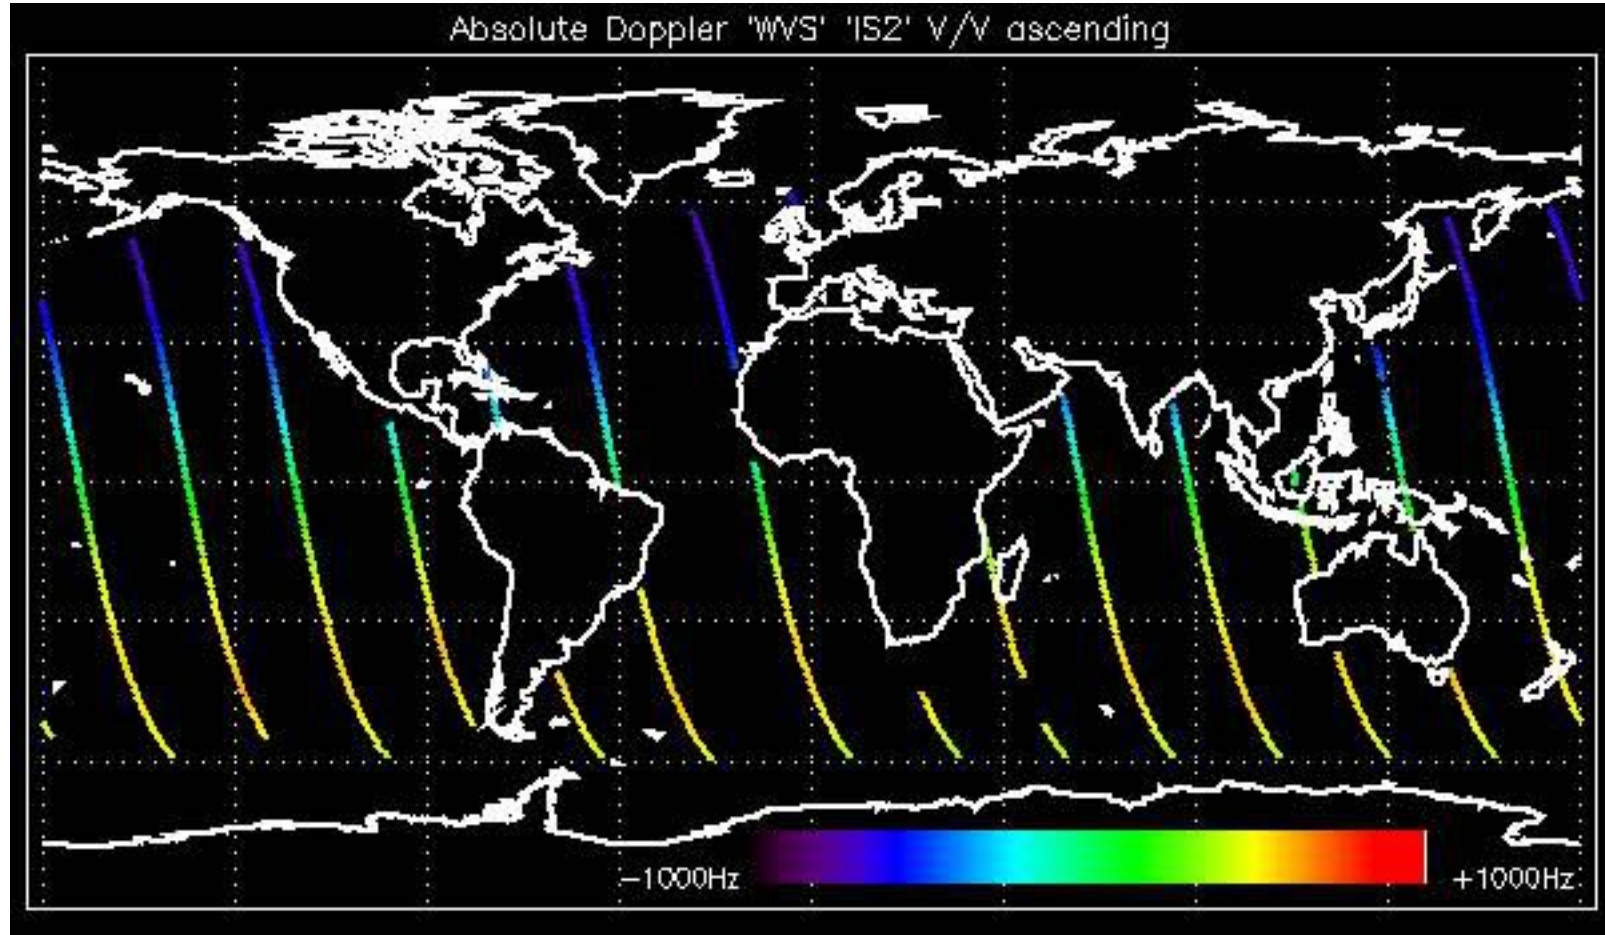 Absolute Doppler 'WVS' 'IS2' V/V ascending
-1000Hz +1000Hz